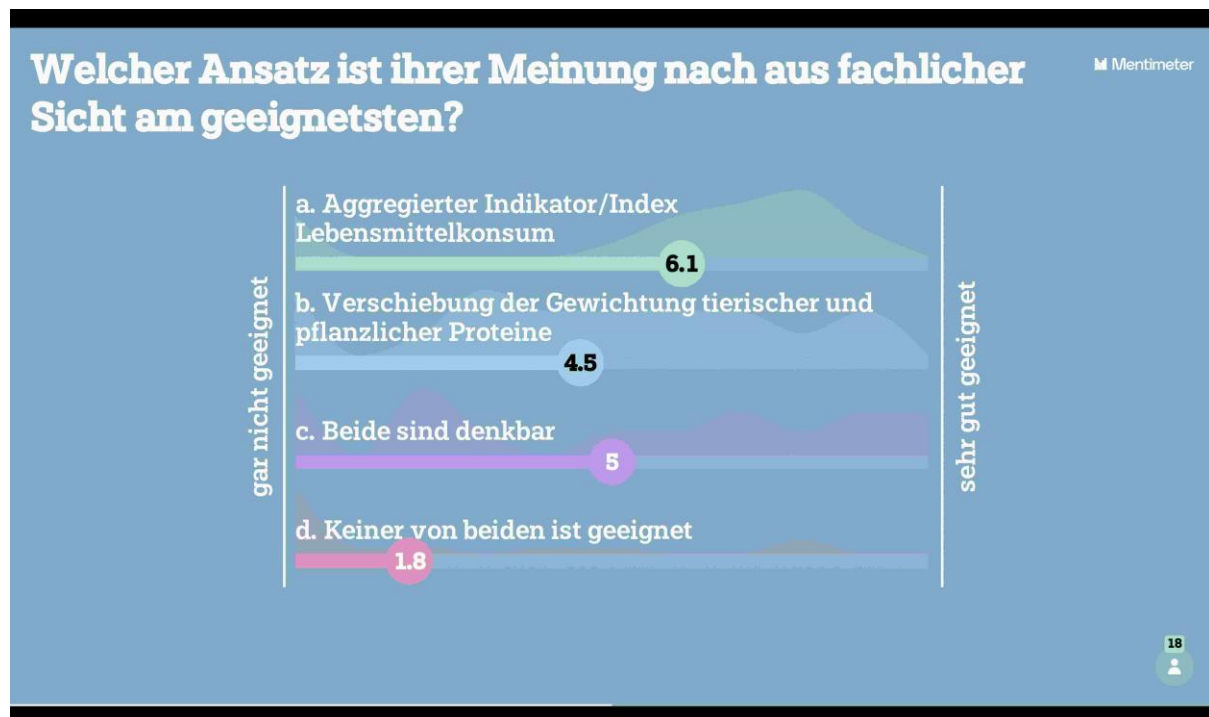 Welcher Ansatz ist ihrer Meinung nach aus fachlicher
Sicht am geeignetsten?
Mentimeter
gar nicht geeignet
a. Aggregierter Indikator/Index
Lebensmittelkonsum
6.1
b. Verschiebung der Gewichtung tierischer und
pflanzlicher Proteine
4.5
c. Beide sind denkbar
5
d. Keiner von beiden ist geeignet
1.8
sehr gut geeignet
18